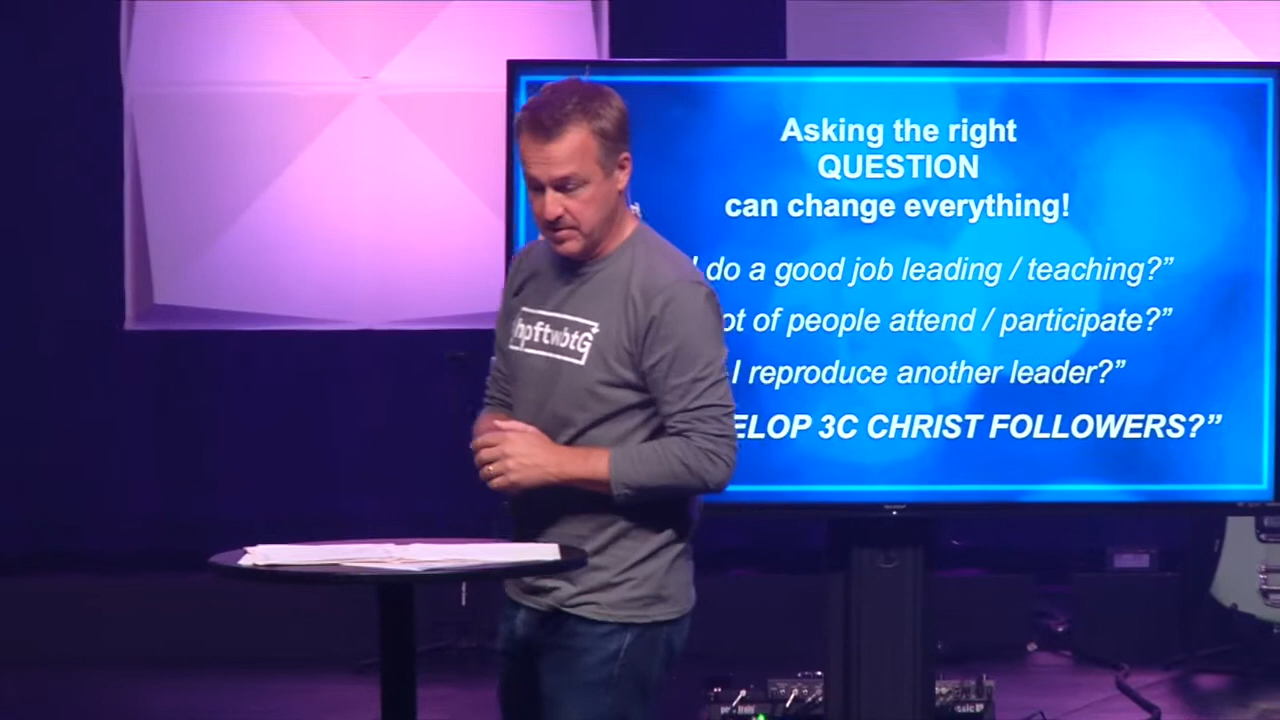 Asking the right
QUESTION
can change everything!
do a good job leading / teaching?”
of people attend / participate?”
I reproduce another leader?”
3C CHRIST FOLLOWERS?”
hpftwbtG